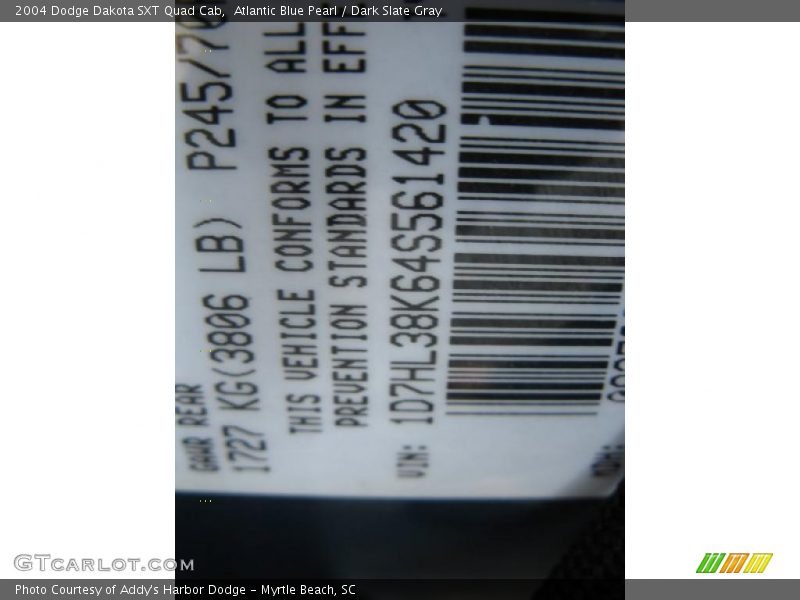 2004 Dodge Dakota SXT Quad Cab, Atlantic Blue Pearl / Dark Slate Gray
GAWR REAR
1727 KG(3806 LB) P245/70
THIS VEHICLE CONFORMS TO ALL
PREVENTION STANDARDS IN EFF
VIN: 1D7HL38K64S561420
GTCARLOT.COM
Photo Courtesy of Addy's Harbor Dodge - Myrtle Beach, SC